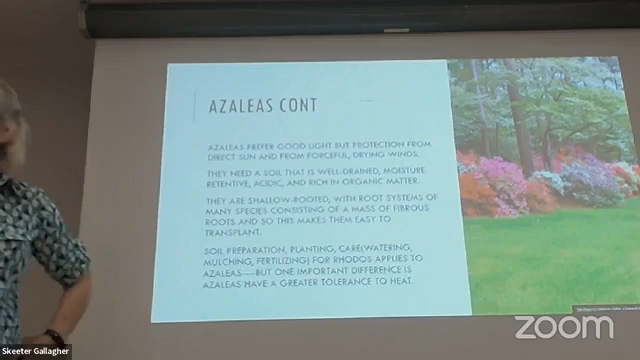 AZALEAS CONT
AZALEAS PREFER GOOD LIGHT BUT PROTECTION FROM
DIRECT SUN AND FROM FORCEFUL, DRYING WINDS.
THEY NEED A SOIL THAT IS WELL-DRAINED, MOISTURE
RETENTIVE, ACIDIC, AND RICH IN ORGANIC MATTER.
THEY ARE SHALLOW-ROOTED, WITH ROOT SYSTEMS OF
MANY SPECIES CONSISTING OF A MASS OF FIBROUS
ROOTS AND SO THIS MAKES THEM EASY TO
TRANSPLANT.
SOIL PREPARATION, PLANTING, CARE(WATERING,
MULCHING, FERTILIZING) FOR RHODOS APPLIES TO
AZALEAS----BUT ONE IMPORTANT DIFFERENCE IS
AZALEAS HAVE A GREATER TOLERANCE TO HEAT.
zoom
Skeeter Gallagher